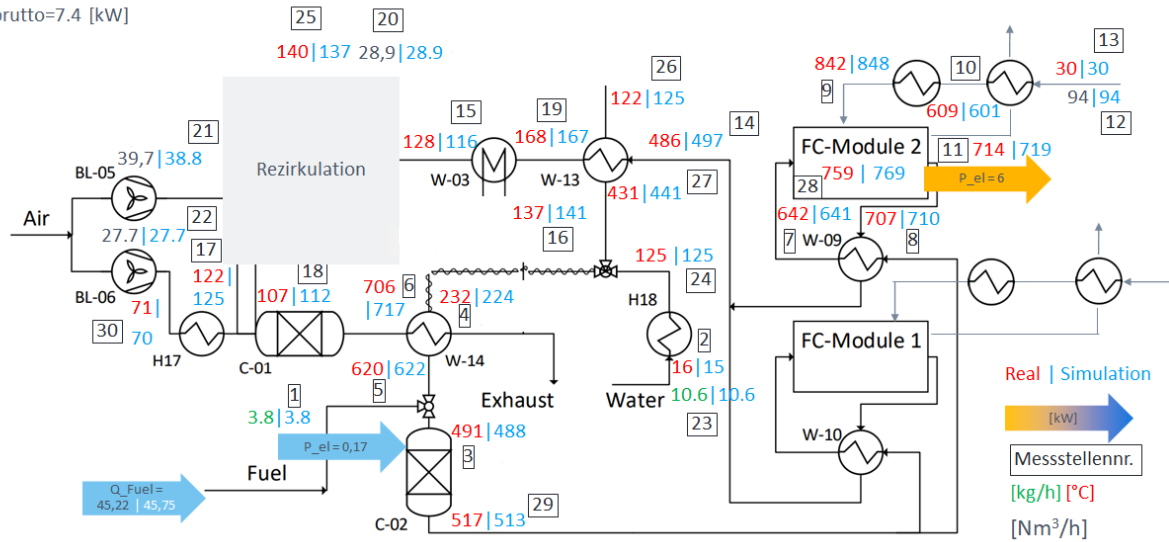 brutto=7.4 [kW]
25
20
140|137
28,9|28.9
21
39,7|38.8
BL-05
Air
22
27.7|27.7
17
BL-06
122|
125
71|
70
30
H17
18
107|112
C-01
Rezirkulation
15
128|116
W-03
19
168|167
W-13
26
122|125
14
486|497
27
431|441
137|141
16
706
|717
6
232|224
4
W-14
620|622
5
Exhaust
125|125
24
H18
2
16|15
Water
10.6|10.6
23
1
3.8|3.8
P_el=0,17
Fuel
Q_Fuel=
45,22 | 45,75
491|488
3
C-02
517|513
29
842|848
9
10
609|601
13
30|30
94|94
12
FC-Module 2
759 | 769
28
11
714|719
P_el=6
642|641
707|710
7
W-09
8
FC-Module 1
W-10
Real | Simulation
[kW]
Messstellennr.
[kg/h] [°C]
[Nm³/h]